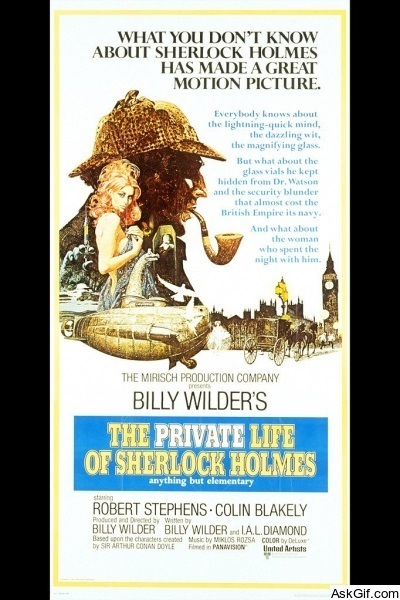 WHAT YOU DON'T KNOW
ABOUT SHERLOCK HOLMES
HAS MADE A GREAT
MOTION PICTURE.
Everybody knows about
the lightning-quick mind,
the dazzling wit,
the magnifying glass.
But what about the
glass vials he kept
hidden from Dr. Watson
and the security blunder
that almost cost the
British Empire its navy.
And what about
the woman
who spent the
night with him.
THE MIRISCH PRODUCTION COMPANY
presents
BILLY WILDER'S
THE PRIVATE LIFE
OF SHERLOCK HOLMES
anything but elementary
starring
ROBERT STEPHENS · COLIN BLAKELY
Produced and Directed by Written by
BILLY WILDER BILLY WILDER and I.A.L. DIAMOND
Based upon the characters created Music by MIKLOS ROZSA COLOR by DeLuxe
by SIR ARTHUR CONAN DOYLE Filmed in PANAVISION United Artists
AskGif.com